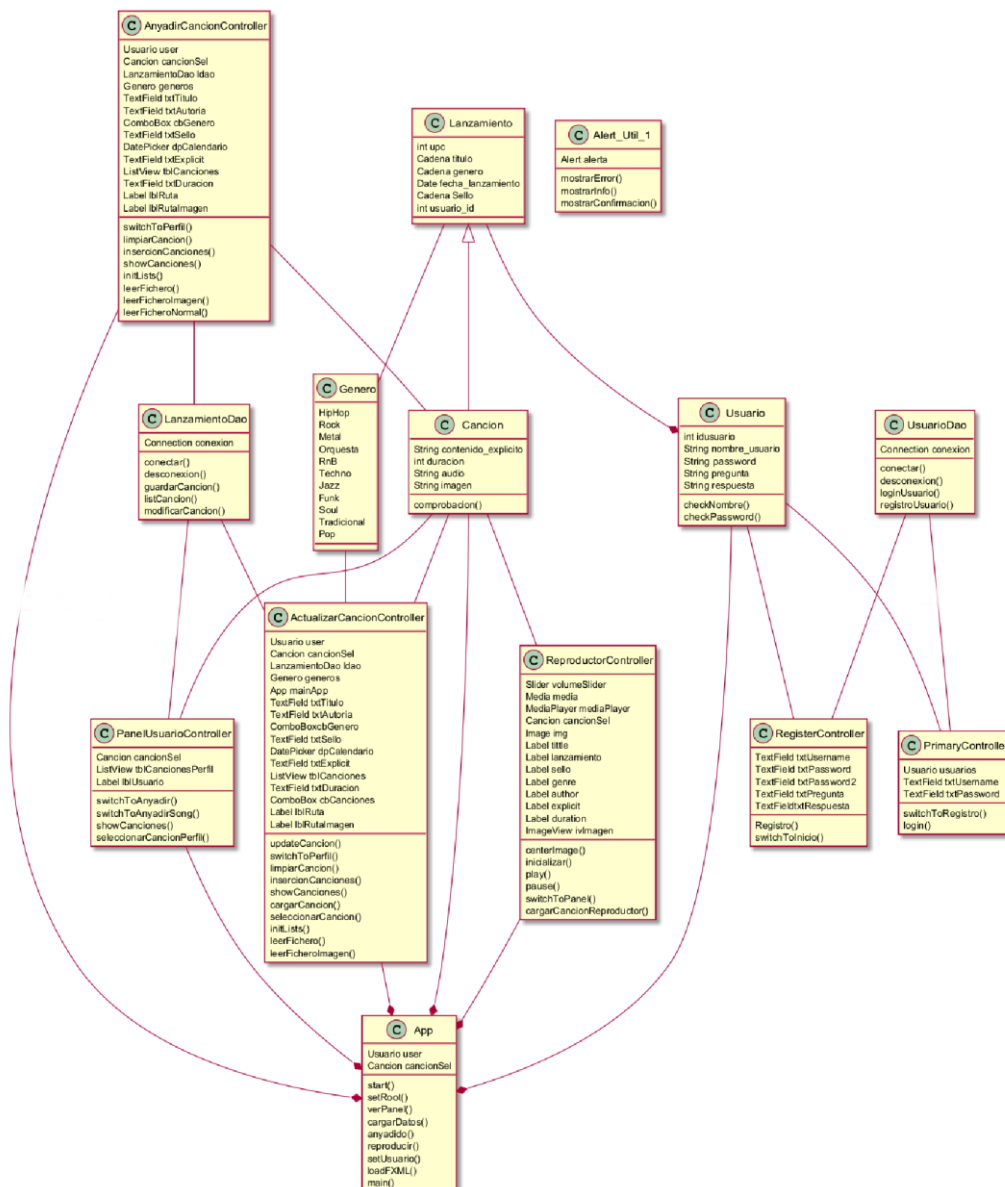 C AnyadirCancionController
Usuario user
Cancion cancionSel
LanzamientoDao ldao
Genero generos
TextField txtTitulo
TextField txtAutoria
ComboBox cbGenero
TextField txtSello
DatePicker dpCalendario
TextField txtExplicit
ListView tblCanciones
TextField txtDuracion
Label lblRuta
Label lblRutaImagen
switchToPerfil()
limpiarCancion()
insercionCanciones()
showCanciones()
initLists()
leerFichero()
leerFicheroImagen()
leerFicheroNormal()
C Lanzamiento
int upc
Cadena titulo
Cadena genero
Date fecha_lanzamiento
Cadena Sello
int usuario_id
C Alert_Util_1
Alert alerta
mostrarError()
mostrarInfo()
mostrarConfirmacion()
C LanzamientoDao
Connection conexion
conectar()
desconexion()
guardarCancion()
listCancion()
modificarCancion()
C Genero
HipHop
Rock
Metal
Orquesta
RnB
Techno
Jazz
Funk
Soul
Tradicional
Pop
C Cancion
String contenido_explicito
int duracion
String audio
String imagen
comprobacion()
C Usuario
int idusuario
String nombre_usuario
String password
String pregunta
String respuesta
checkNombre()
checkPassword()
C UsuarioDao
Connection conexion
conectar()
desconexion()
loginUsuario()
registroUsuario()
C PanelUsuarioController
Cancion cancionSel
ListView tblCancionesPerfil
Label lblUsuario
switchToAnyadir()
switchToAnyadirSong()
showCanciones()
seleccionarCancionPerfil()
C ActualizarCancionController
Usuario user
Cancion cancionSel
LanzamientoDao ldao
Genero generos
App mainApp
TextField txtTitulo
TextField txtAutoria
ComboBoxcbGenero
TextField txtSello
DatePicker dpCalendario
TextField txtExplicit
ListView tblCanciones
TextField txtDuracion
ComboBox cbCanciones
Label lblRuta
Label lblRutaImagen
updateCancion()
switchToPerfil()
limpiarCancion()
insercionCanciones()
showCanciones()
cargarCancion()
seleccionarCancion()
initLists()
leerFichero()
leerFicheroImagen()
C ReproductorController
Slider volumeSlider
Media media
MediaPlayer mediaPlayer
Cancion cancionSel
Image img
Label tittle
Label lanzamiento
Label sello
Label genre
Label author
Label explicit
Label duration
ImageView ivImagen
centerImage()
inicializar()
play()
pause()
switchToPanel()
cargarCancionReproductor()
C RegisterController
TextField txtUsername
TextField txtPassword
TextField txtPassword2
TextField txtPregunta
TextFieldtxtRespuesta
Registro()
switchToInicio()
C PrimaryController
Usuario usuarios
TextField txtUsername
TextField txtPassword
switchToRegistro()
login()
C App
Usuario user
Cancion cancionSel
start()
setRoot()
verPanel()
cargarDatos()
anyadido()
reproducir()
setUsuario()
loadFXML()
main()